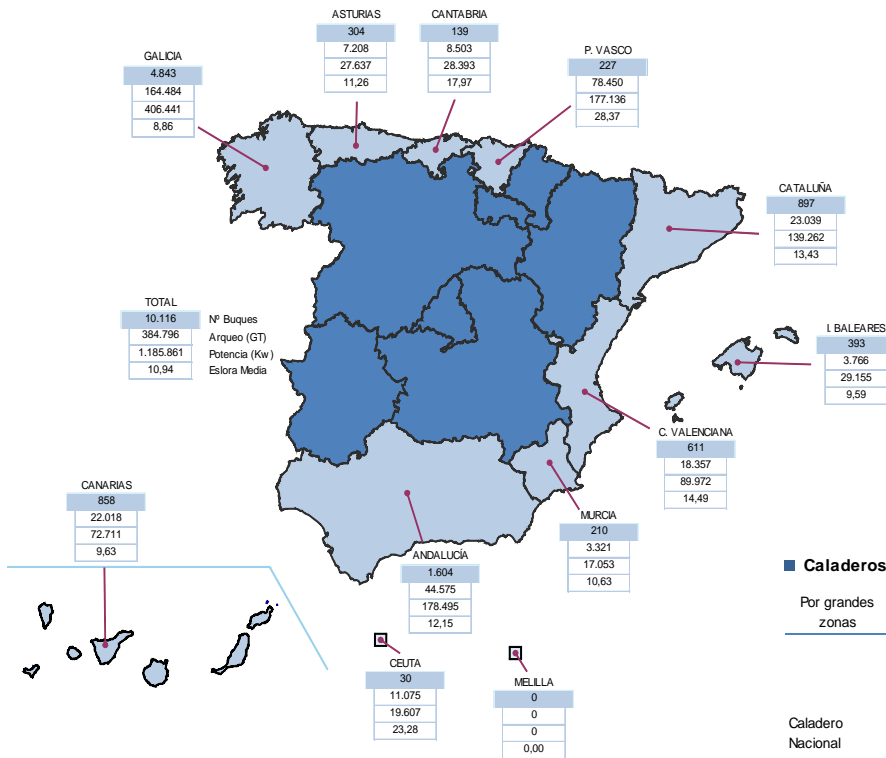 ASTURIAS
304
7.208
27.637
11,26
CANTABRIA
139
8.503
28.393
17,97
P. VASCO
227
78.450
177.136
28,37
GALICIA
4.843
164.484
406.441
8,86
CATALUÑA
897
23.039
139.262
13,43
TOTAL
10.116 Nº Buques
384.796 Arqueo (GT)
1.185.861 Potencia (Kw)
10,94 Eslora Media
I. BALEARES
393
3.766
29.155
9,59
C. VALENCIANA
611
18.357
89.972
14,49
CANARIAS
858
22.018
72.711
9,63
MURCIA
210
3.321
17.053
10,63
ANDALUCÍA
1.604
44.575
178.495
12,15
CEUTA
30
11.075
19.607
23,28
MELILLA
0
0
0
0,00
Caladeros
Por grandes
zonas
Caladero
Nacional